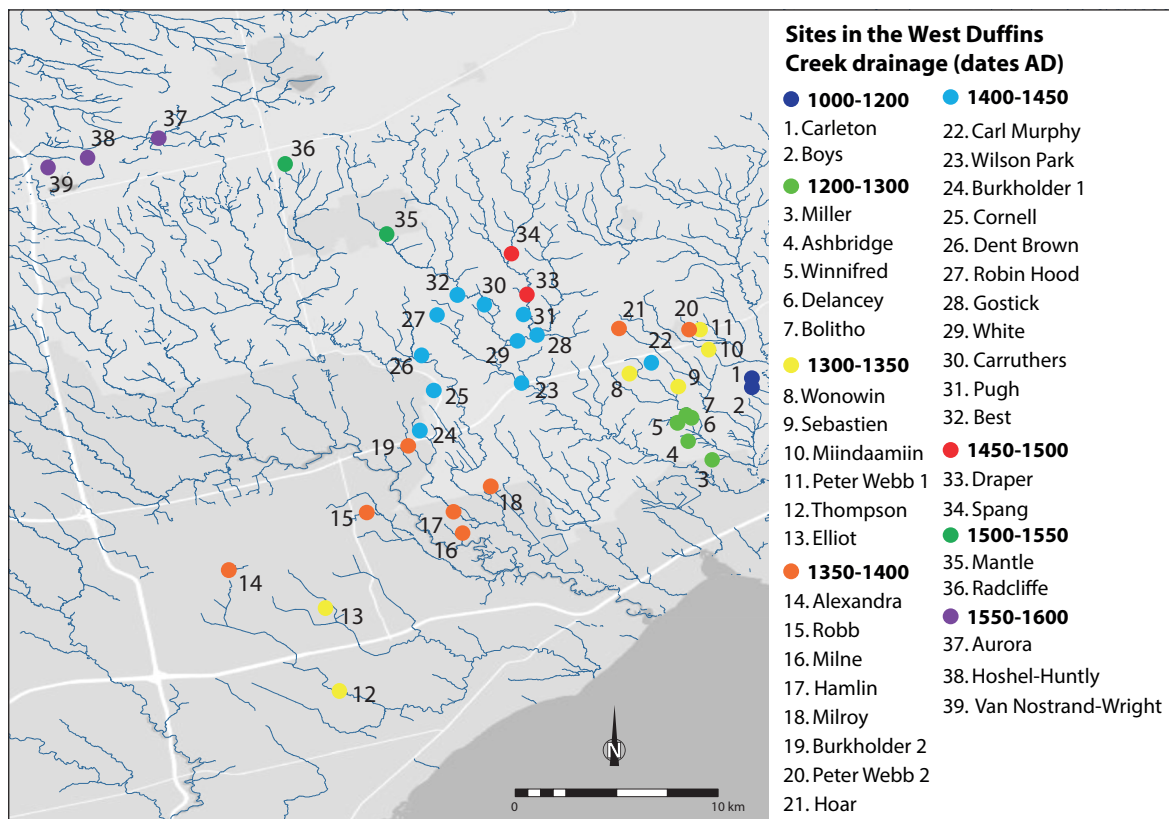 37
38
36
39
35
34
32
30
33
27
31
21
20
11
22
29
28
10
26
9
1
8
23
2
25
7
5
6
24
19
4
3
18
15
17
16
14
13
12
N
0
10 km
Sites in the West Duffins
Creek drainage (dates AD)
1000-1200
1. Carleton
2. Boys
1200-1300
3. Miller
4. Ashbridge
5. Winnifred
6. Delancey
7. Bolitho
1300-1350
8. Wonowin
9. Sebastien
10. Miindaamiin
11. Peter Webb 1
12. Thompson
13. Elliot
1350-1400
14. Alexandra
15. Robb
16. Milne
17. Hamlin
18. Milroy
19. Burkholder 2
20. Peter Webb 2
21. Hoar
1400-1450
22. Carl Murphy
23. Wilson Park
24. Burkholder 1
25. Cornell
26. Dent Brown
27. Robin Hood
28. Gostick
29. White
30. Carruthers
31. Pugh
32. Best
1450-1500
33. Draper
34. Spang
1500-1550
35. Mantle
36. Radcliffe
1550-1600
37. Aurora
38. Hoshel-Huntly
39. Van Nostrand-Wright